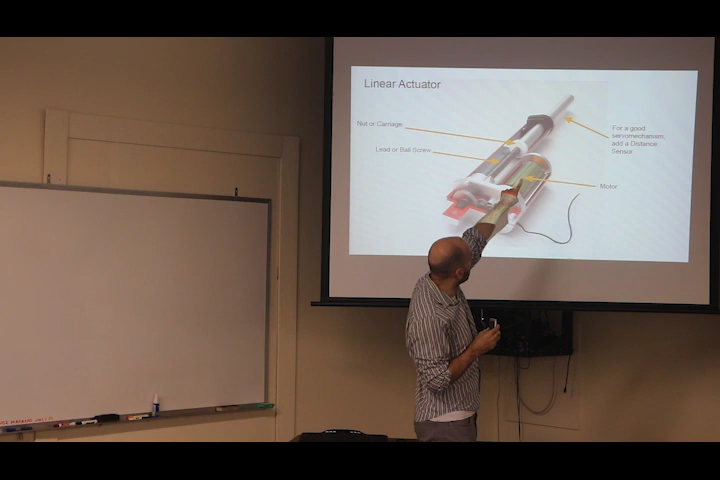 Linear Actuator
Nut or Carriage
Lead or Ball Screw
For a good
servomechanism,
add a Distance
Sensor
Motor